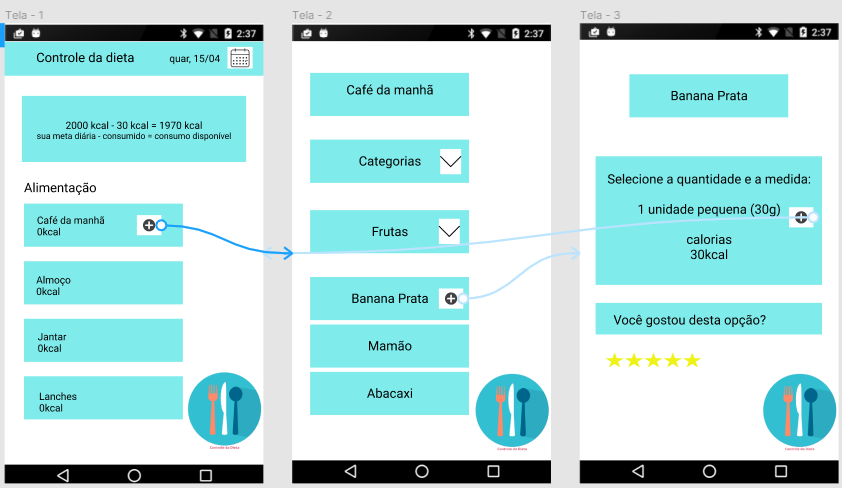 Tela - 1
2:37
Controle da dieta
quar, 15/04
2000 kcal - 30 kcal = 1970 kcal
sua meta diária - consumido = consumo disponível
Alimentação
Café da manhã
0kcal
Almoço
0kcal
Jantar
0kcal
Lanches
0kcal
Controle da Dieta
Tela - 2
2:37
Café da manhã
Categorias
Frutas
Banana Prata
Mamão
Abacaxi
Controle da Dieta
Tela - 3
2:37
Banana Prata
Selecione a quantidade e a medida:
1 unidade pequena (30g)
calorias
30kcal
Você gostou desta opção?
Controle da Dieta